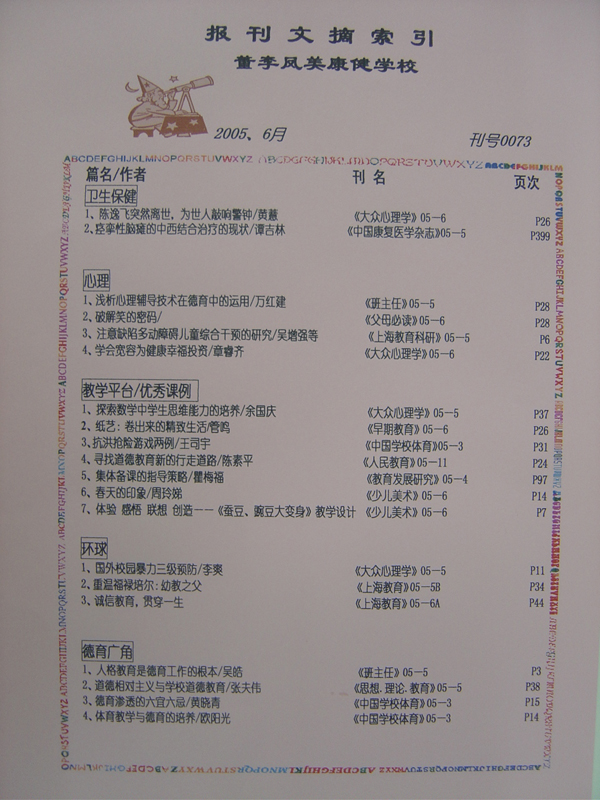 报刊文摘索引
董李凤美康健学校
2005、6月 刊号0073
ABCDEFGHIJKLMNOPQRSTUVWXYZ ABCDEFGHIJKLMNOPQRSTUVWXYZ ABCDEFGHIJKLM
篇名/作者 刊 名 页次
卫生保健
1、陈逸飞突然离世，为世人敲响警钟/黄薏 《大众心理学》05-6 P26
2、痉挛性脑瘫的中西结合治疗的现状/谭吉林 《中国康复医学杂志》05-5 P399
心理
1、浅析心理辅导技术在德育中的运用/万红建 《班主任》05-5 P28
2、破解笑的密码/ 《父母必读》05-6 P28
3、注意缺陷多动障碍儿童综合干预的研究/吴增强等 《上海教育科研》05-5 P6
4、学会宽容为健康幸福投资/章睿齐 《大众心理学》05-6 P22
教学平台/优秀课例
1、探索数学中学生思维能力的培养/余国庆 《大众心理学》05-5 P37
2、纸艺：卷出来的精致生活/管鸣 《早期教育》05-6 P26
3、抗洪抢险游戏两例/王司宇 《中国学校体育》05-3 P31
4、寻找道德教育新的行走道路/陈素平 《人民教育》05-11 P24
5、集体备课的指导策略/瞿梅福 《教育发展研究》05-4 P97
6、春天的印象/周玲娣 《少儿美术》05-6 P14
7、体验 感悟 联想 创造——《蚕豆、豌豆大变身》教学设计 《少儿美术》05-6 P7
环球
1、国外校园暴力三级预防/李爽 《大众心理学》05-5 P11
2、重温福禄培尔：幼教之父 《上海教育》05-5B P34
3、诚信教育，贯穿一生 《上海教育》05-6A P44
德育广角
1、人格教育是德育工作的根本/吴皓 《班主任》05-5 P3
2、道德相对主义与学校道德教育/张夫伟 《思想.理论.教育》05-5 P38
3、德育渗透的六宜六忌/黄晓青 《中国学校体育》05-3 P15
4、体育教学与德育的培养/欧阳光 《中国学校体育》05-3 P14